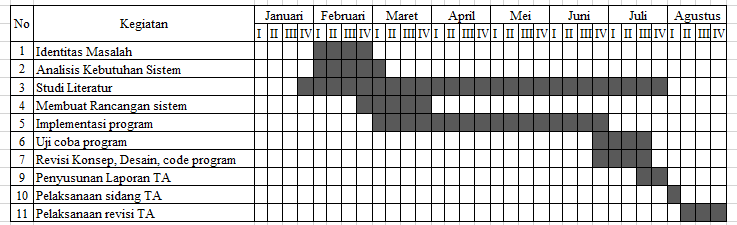 No Kegiatan Januari Februari Maret April Mei Juni Juli Agustus
I II III IV I II III IV I II III IV I II III IV I II III IV I II III IV I II III IV I II III IV
1 Identitas Masalah
2 Analisis Kebutuhan Sistem
3 Studi Literatur
4 Membuat Rancangan sistem
5 Implementasi program
6 Uji coba program
7 Revisi Konsep, Desain, code program
9 Penyusunan Laporan TA
10 Pelaksanaan sidang TA
11 Pelaksanaan revisi TA